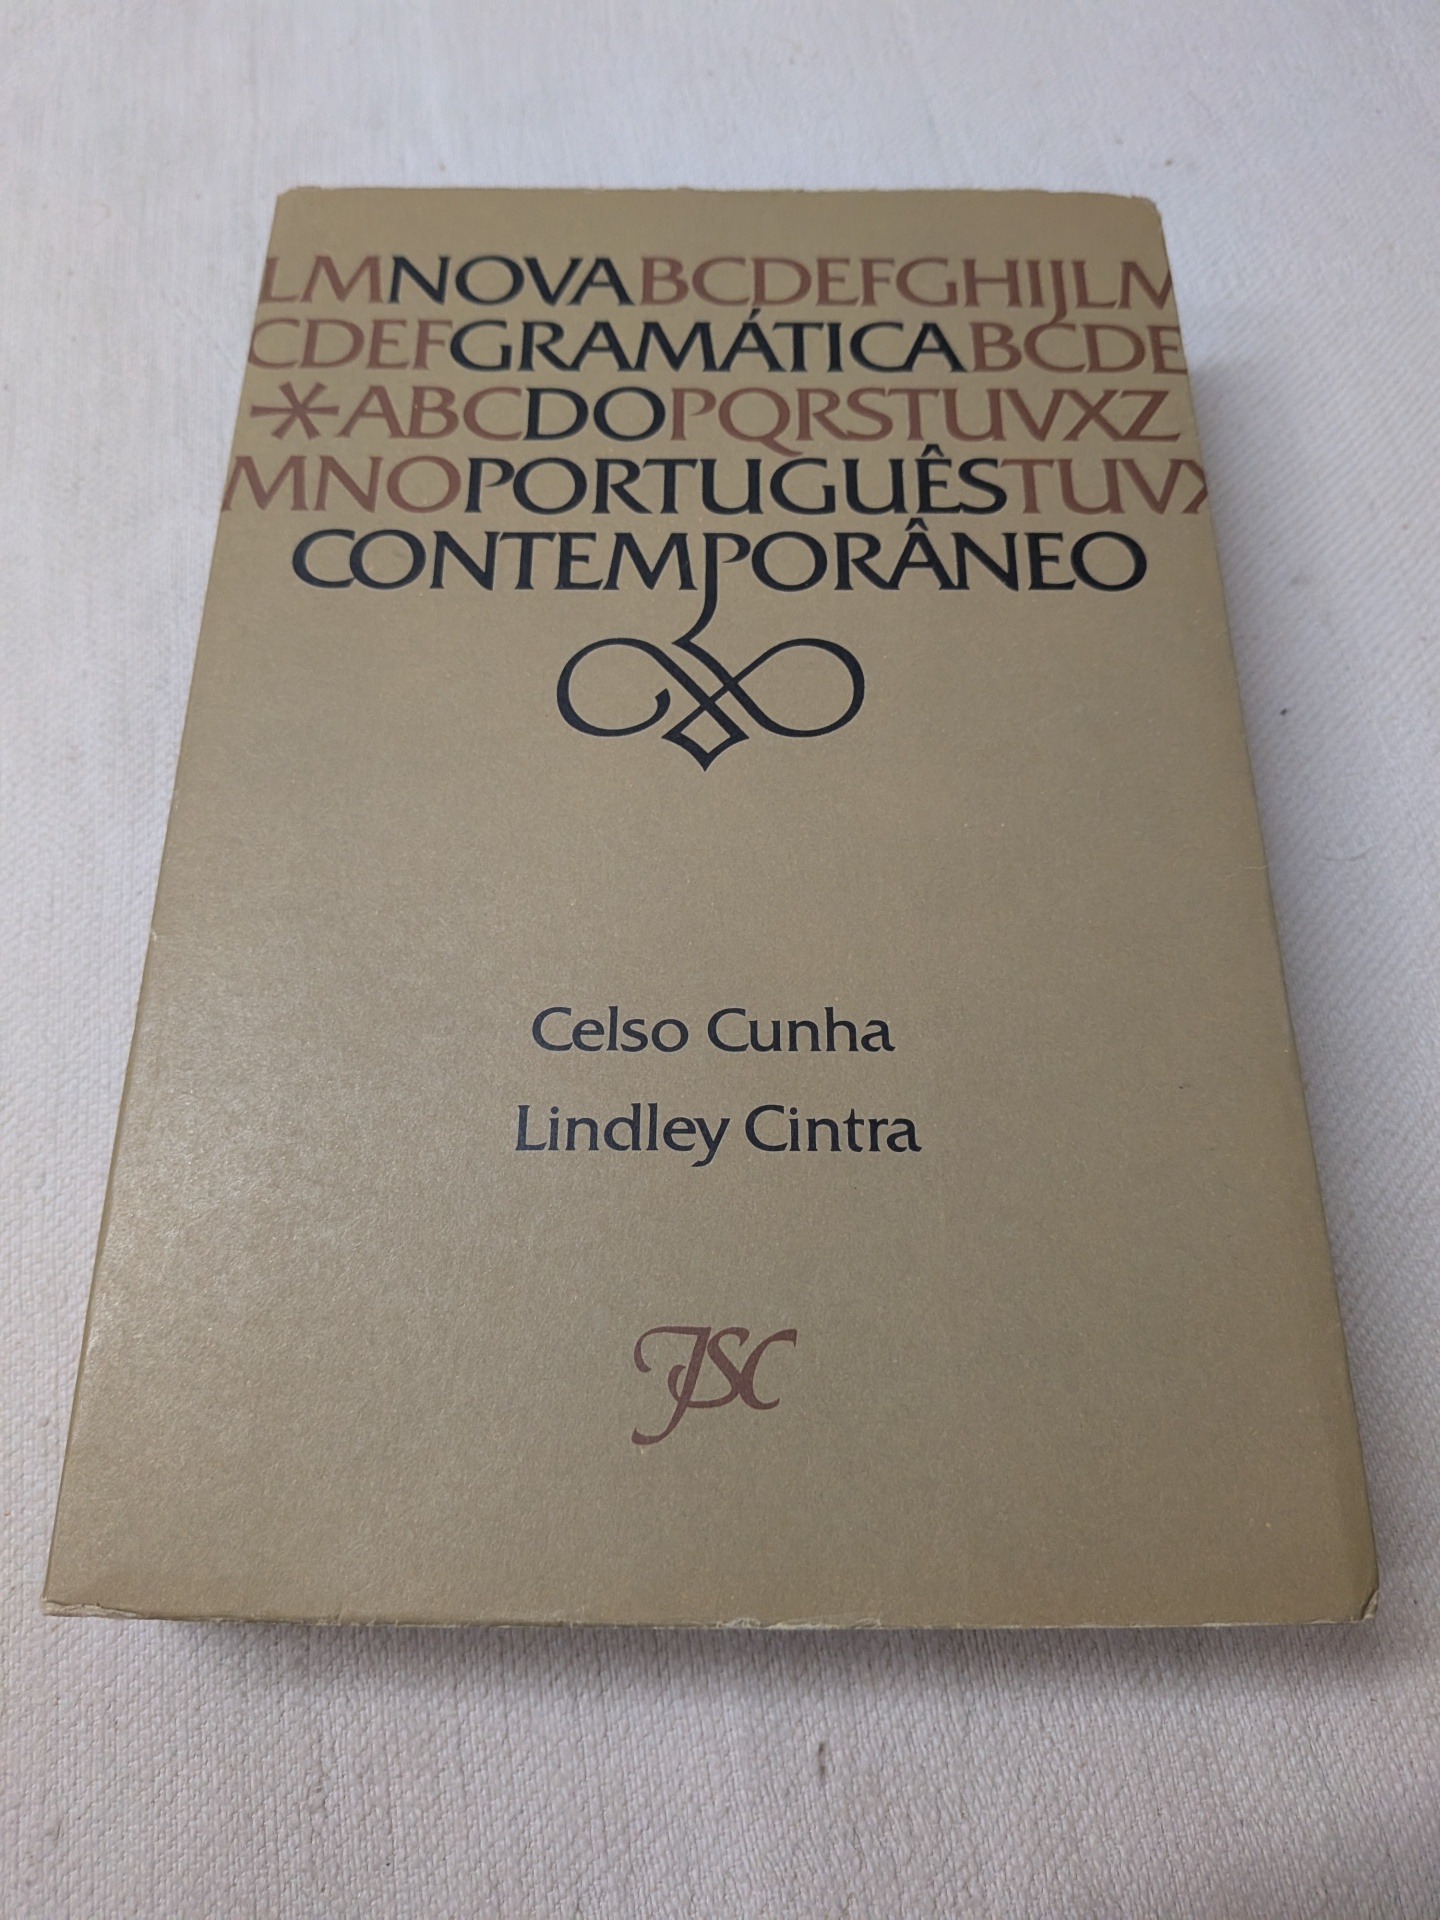 LMNOVABCDEFGHIJLM
CDEFGRAMÁTICABCDE
*ABCDOPQRSTUVXZ
MNOPORTUGUÊSTUVX
CONTEMPORÂNEO
Celso Cunha
Lindley Cintra
JSC